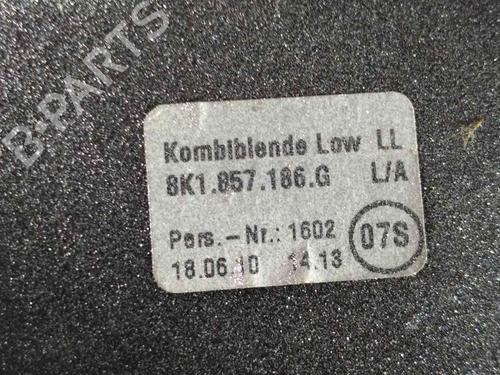 B-PARTS
Kombiblende Low LL
8K1.857.186.G L/A
Pers.-Nr.: 1602
07S
18.06.10 14.13